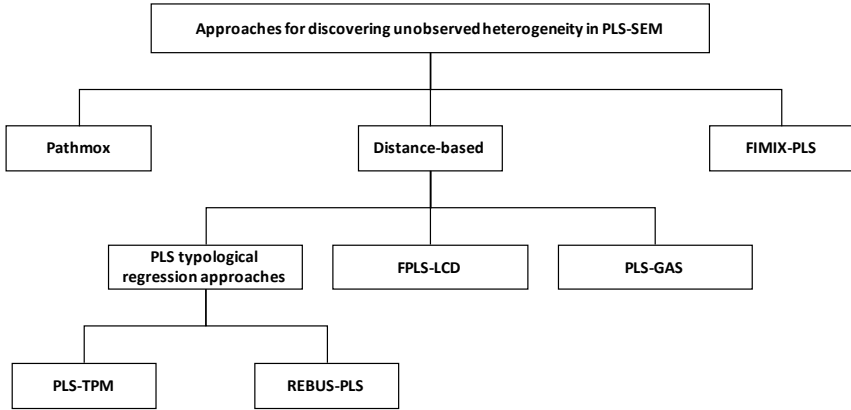 Approaches for discovering unobserved heterogeneity in PLS-SEM
Pathmox
Distance-based
FIMIX-PLS
PLS typological
regression approaches
FPLS-LCD
PLS-GAS
PLS-TPM
REBUS-PLS